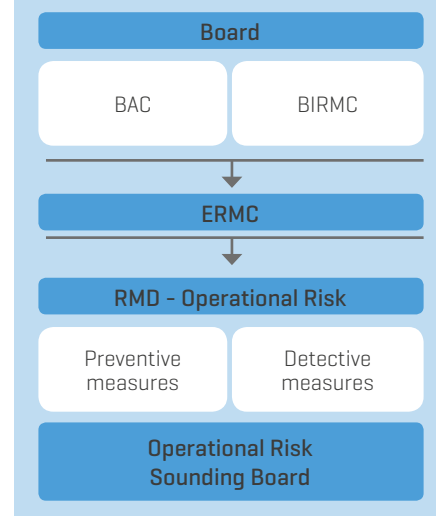 Board
BAC
BIRMC
ERMC
RMD - Operational Risk
Preventive
measures
Detective
measures
Operational Risk
Sounding Board